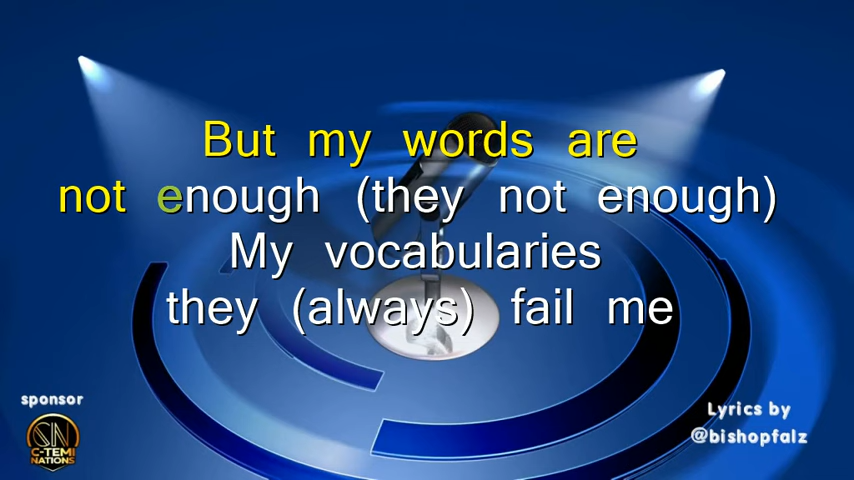 But my words are
not enough (they not enough)
My vocabularies
they (always) fail me
sponsor
SN
C-TEMI
NATIONS
Lyrics by
@bishopfalz